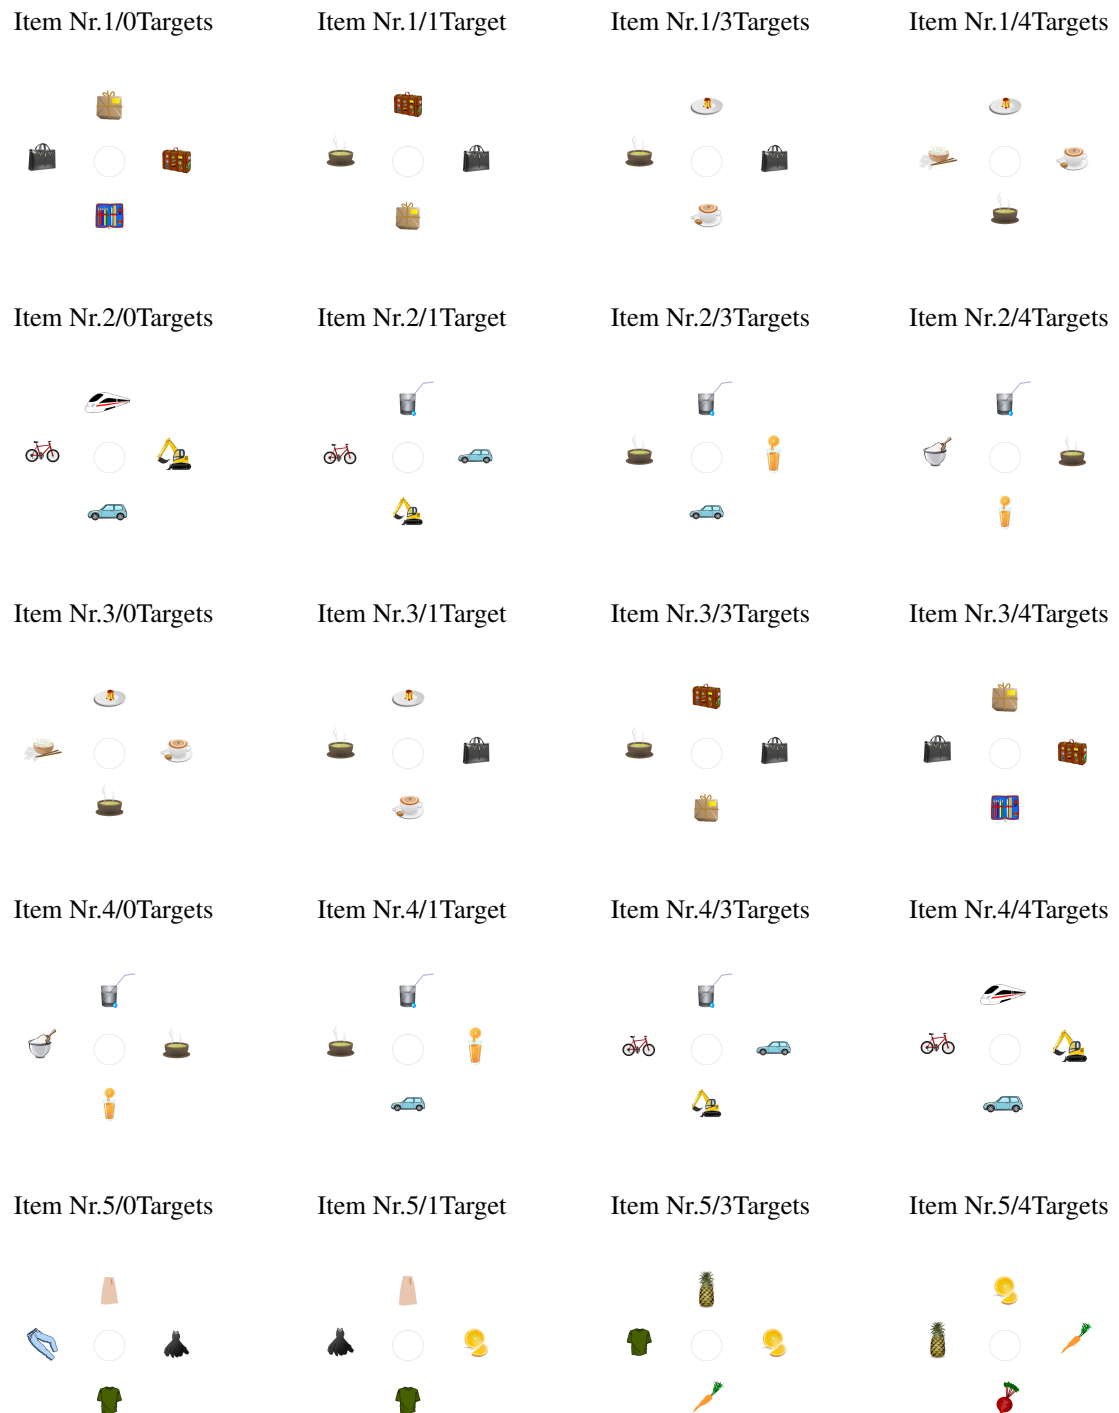 Item Nr.1/0Targets
Item Nr.1/1Target
Item Nr.1/3Targets
Item Nr.1/4Targets
Item Nr.2/0Targets
Item Nr.2/1Target
Item Nr.2/3Targets
Item Nr.2/4Targets
Item Nr.3/0Targets
Item Nr.3/1Target
Item Nr.3/3Targets
Item Nr.3/4Targets
Item Nr.4/0Targets
Item Nr.4/1Target
Item Nr.4/3Targets
Item Nr.4/4Targets
Item Nr.5/0Targets
Item Nr.5/1Target
Item Nr.5/3Targets
Item Nr.5/4Targets